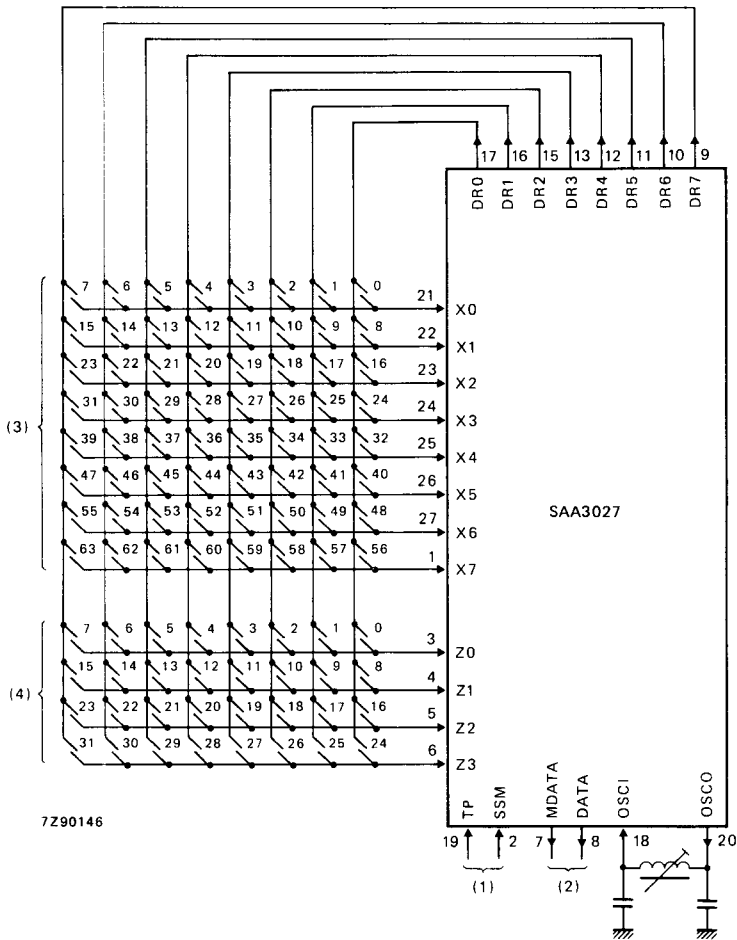 17 16 15 13 12 11 10 9
DR0 DR1 DR2 DR3 DR4 DR5 DR6 DR7
7 6 5 4 3 2 1 0 21 X0
15 14 13 12 11 10 9 8 22 X1
23 22 21 20 19 18 17 16 23 X2
31 30 29 28 27 26 25 24 24 X3
(3)
39 38 37 36 35 34 33 32 25 X4
47 46 45 44 43 42 41 40 26 X5
55 54 53 52 51 50 49 48 27 X6
SAA3027
63 62 61 60 59 58 57 56 1 X7
7 6 5 4 3 2 1 0 3 Z0
15 14 13 12 11 10 9 8 4 Z1
(4)
23 22 21 20 19 18 17 16 5 Z2
31 30 29 28 27 26 25 24 6 Z3
TP SSM MDATA DATA OSCI OSCO
7Z90146
19 2 7 8 18 20
(1) (2)